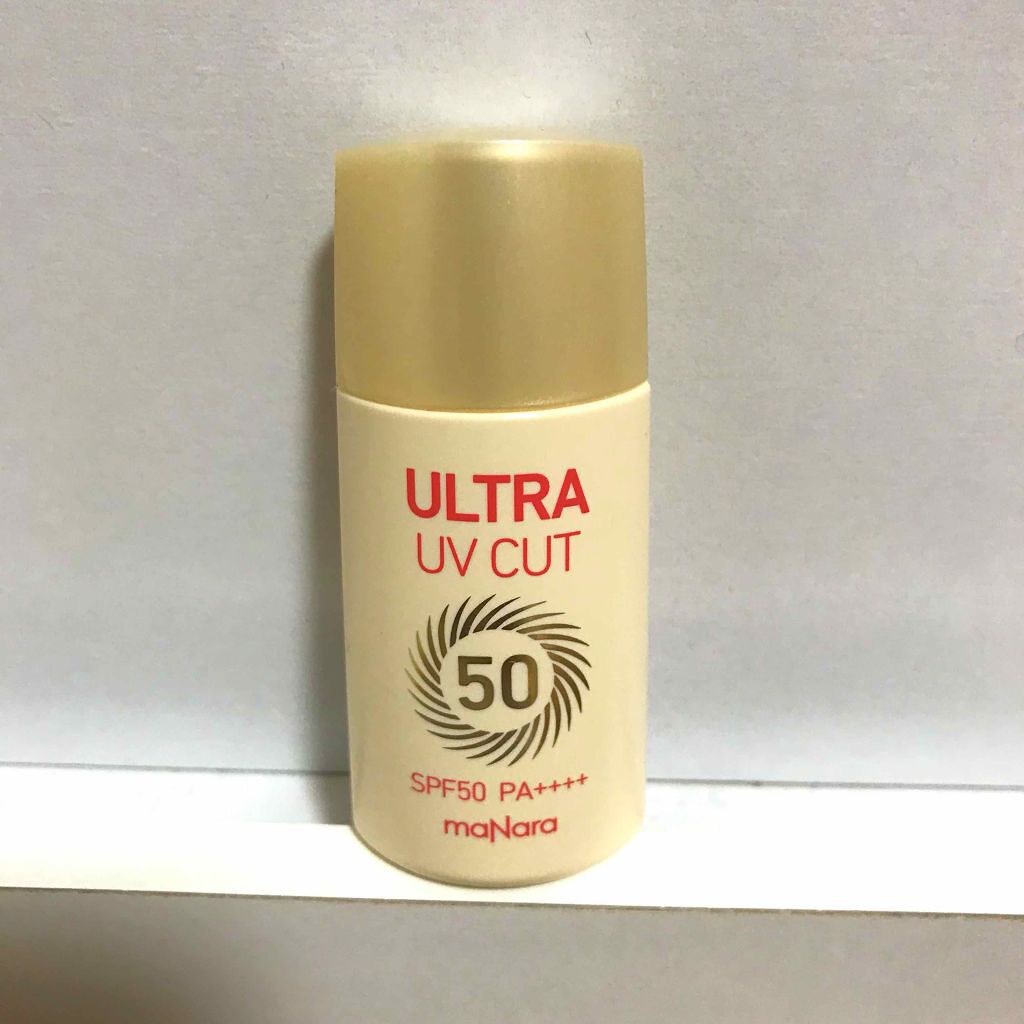 ULTRA
UV CUT
50
SPF50 PA++++
maNara